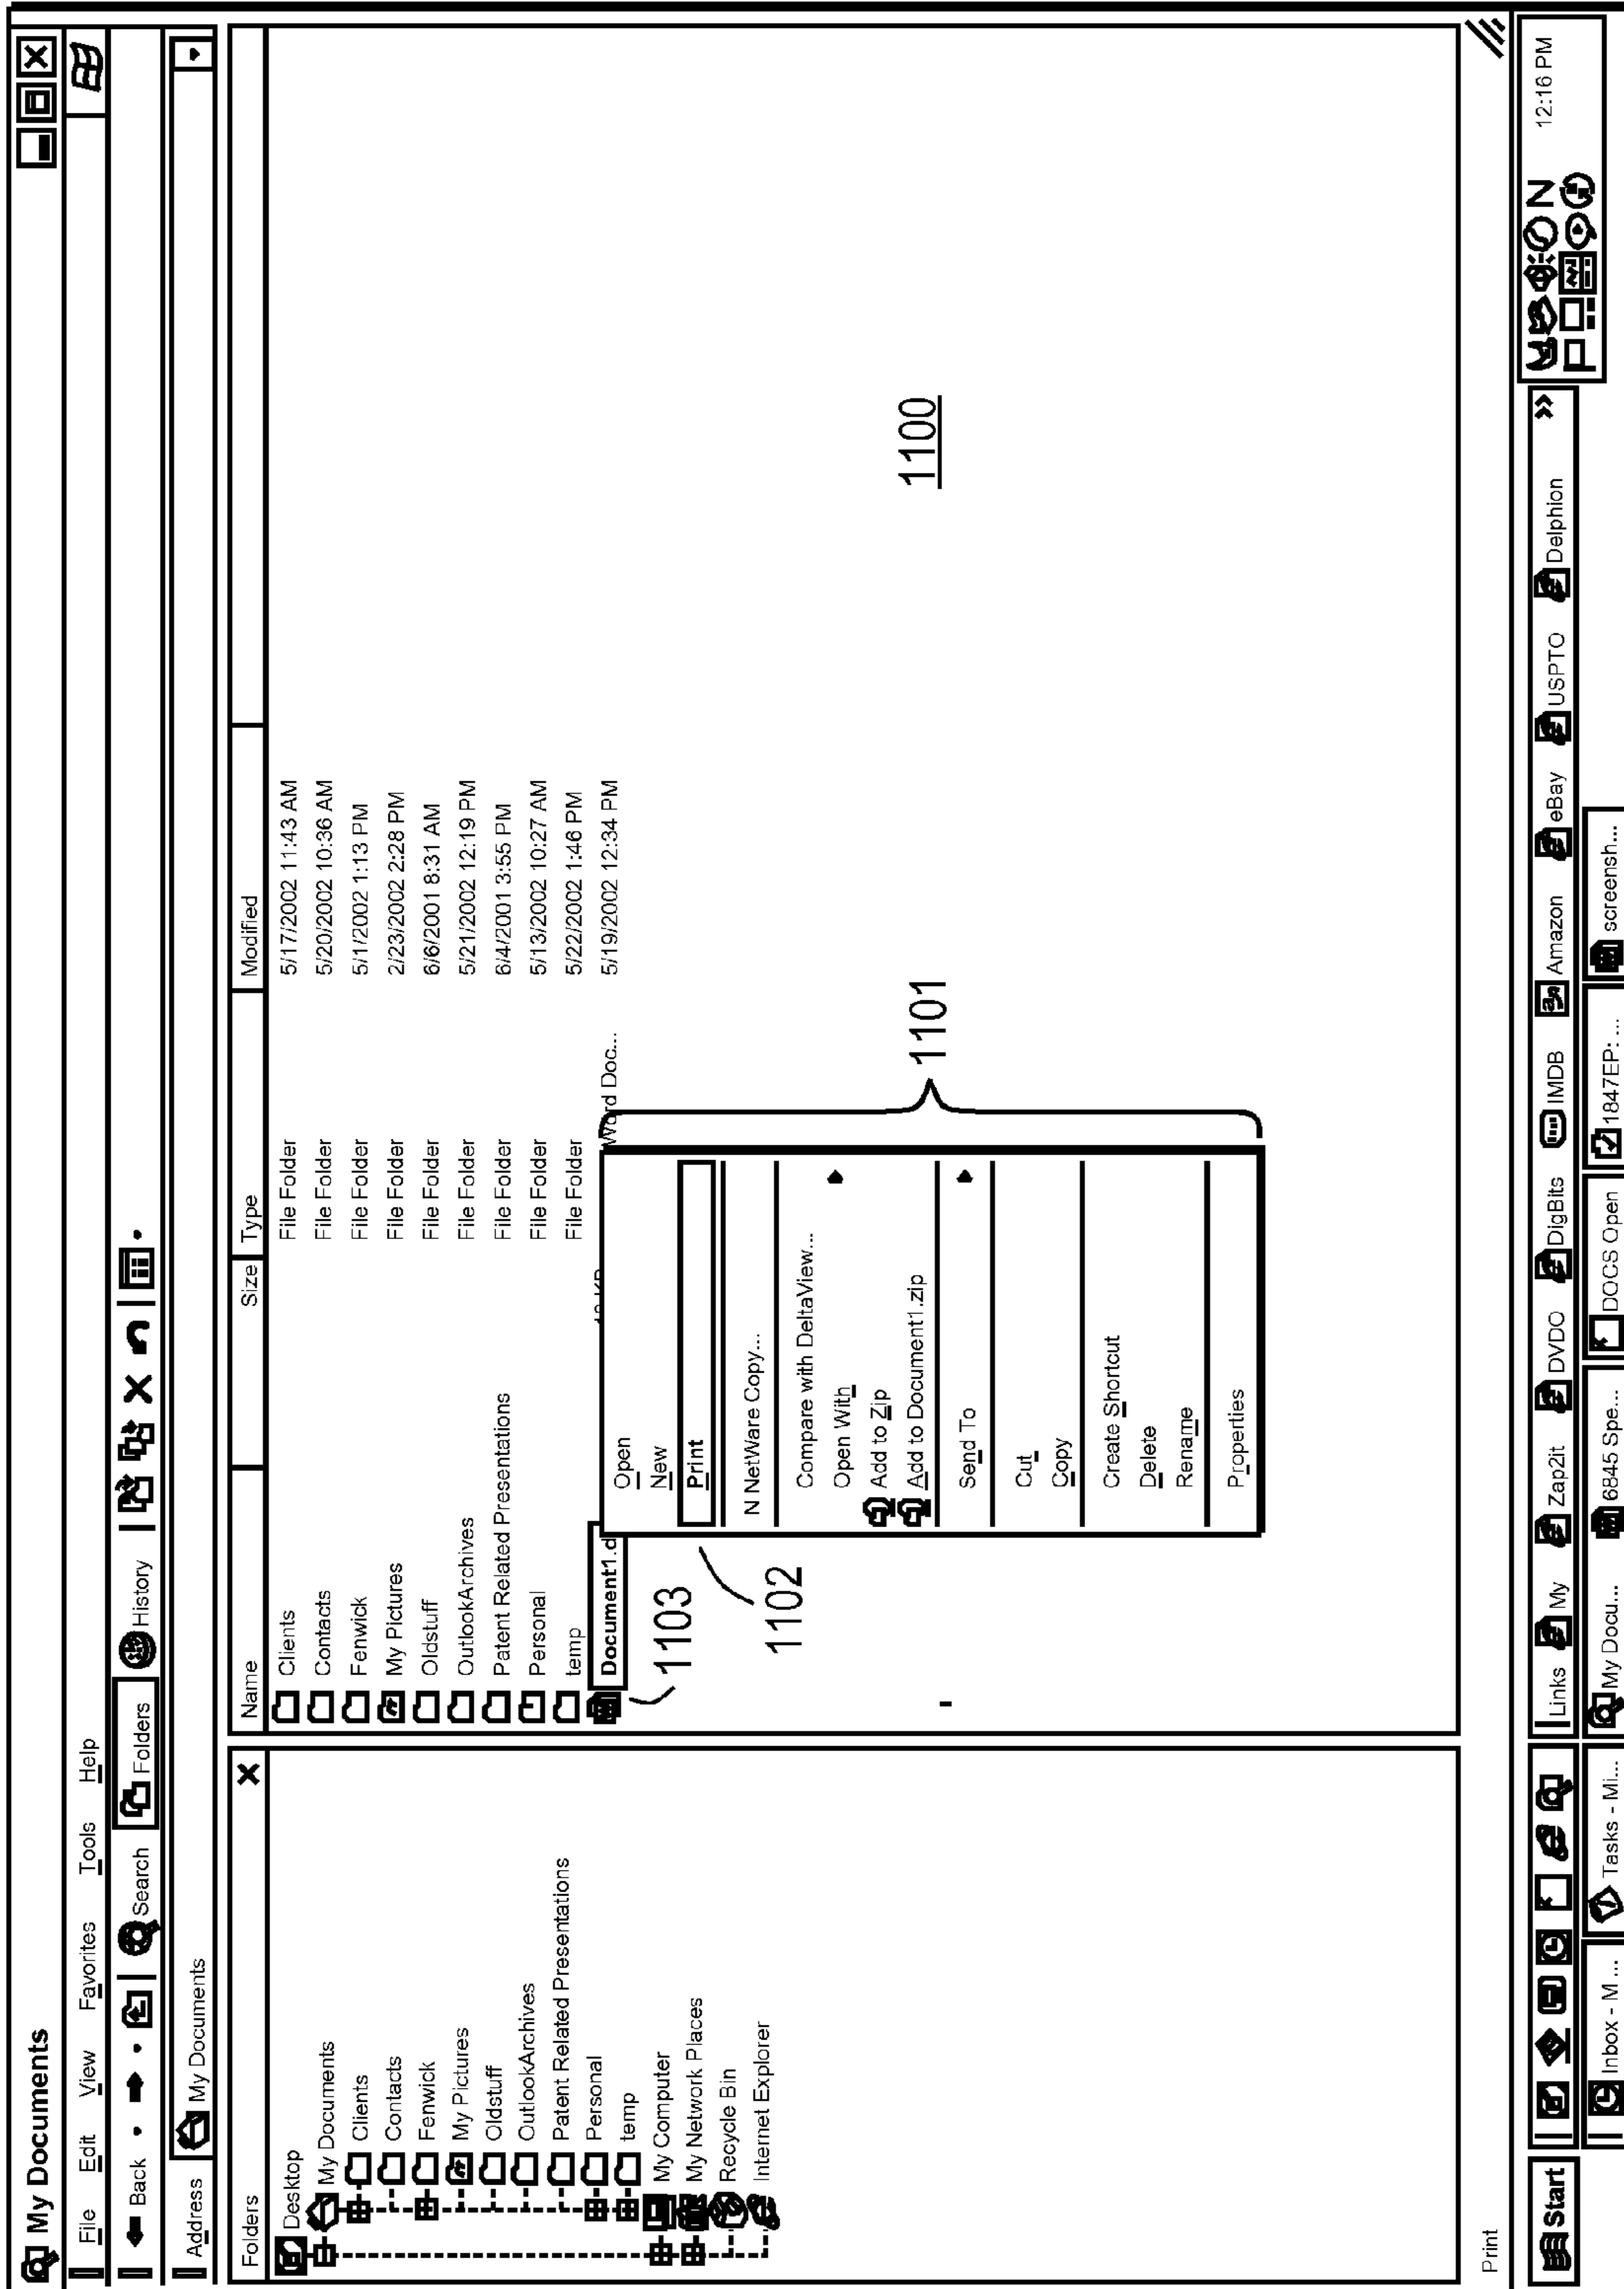 My Documents
File Edit View Favorites Tools Help
Back Search Folders History
Address My Documents
Folders
Desktop
My Documents
Clients
Contacts
Fenwick
My Pictures
Oldstuff
OutlookArchives
Patent Related Presentations
Personal
temp
My Computer
My Network Places
Recycle Bin
Internet Explorer
Name Size Type Modified
Clients File Folder 5/17/2002 11:43 AM
Contacts File Folder 5/20/2002 10:36 AM
Fenwick File Folder 5/1/2002 1:13 PM
My Pictures File Folder 2/23/2002 2:28 PM
Oldstuff File Folder 6/6/2001 8:31 AM
OutlookArchives File Folder 5/21/2002 12:19 PM
Patent Related Presentations File Folder 6/4/2001 3:55 PM
Personal File Folder 5/13/2002 10:27 AM
temp File Folder 5/22/2002 1:46 PM
Document1.d Word Doc... 5/19/2002 12:34 PM
Open
New
Print
N NetWare Copy...
Compare with DeltaView...
Open With
Add to Zip
Add to Document1.zip
Send To
Cut
Copy
Create Shortcut
Delete
Rename
Properties
1103
1102
1101
1100
Print
Start Links My Zap2it DVDO DigBits IMDB Amazon eBay USPTO Delphion » 12:16 PM
Inbox - M ... Tasks - Mi... My Docu... 6845 Spe... DOCS Open 1847EP: ... screensh...